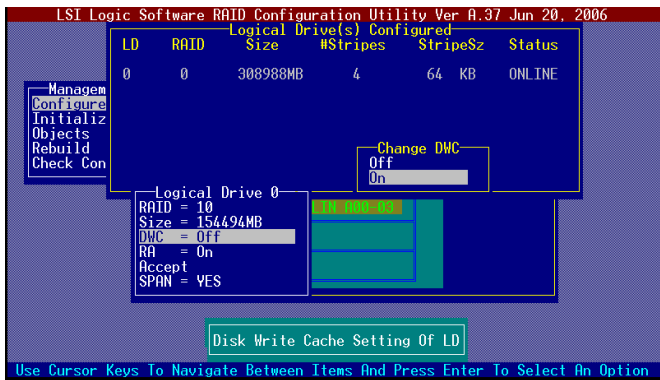 LSI Logic Software RAID Configuration Utility Ver A.37 Jun 20, 2006
Logical Drive(s) Configured
LD RAID Size #Stripes StripeSz Status
0 0 308988MB 4 64 KB ONLINE
Managem
Configure
Initializ
Objects
Rebuild
Check Con
Change DWC
Off
On
Logical Drive 0
RAID = 10
Size = 154494MB
DWC = Off
RA = On
Accept
SPAN = YES
LIN A00-03
Disk Write Cache Setting Of LD
Use Cursor Keys To Navigate Between Items And Press Enter To Select An Option